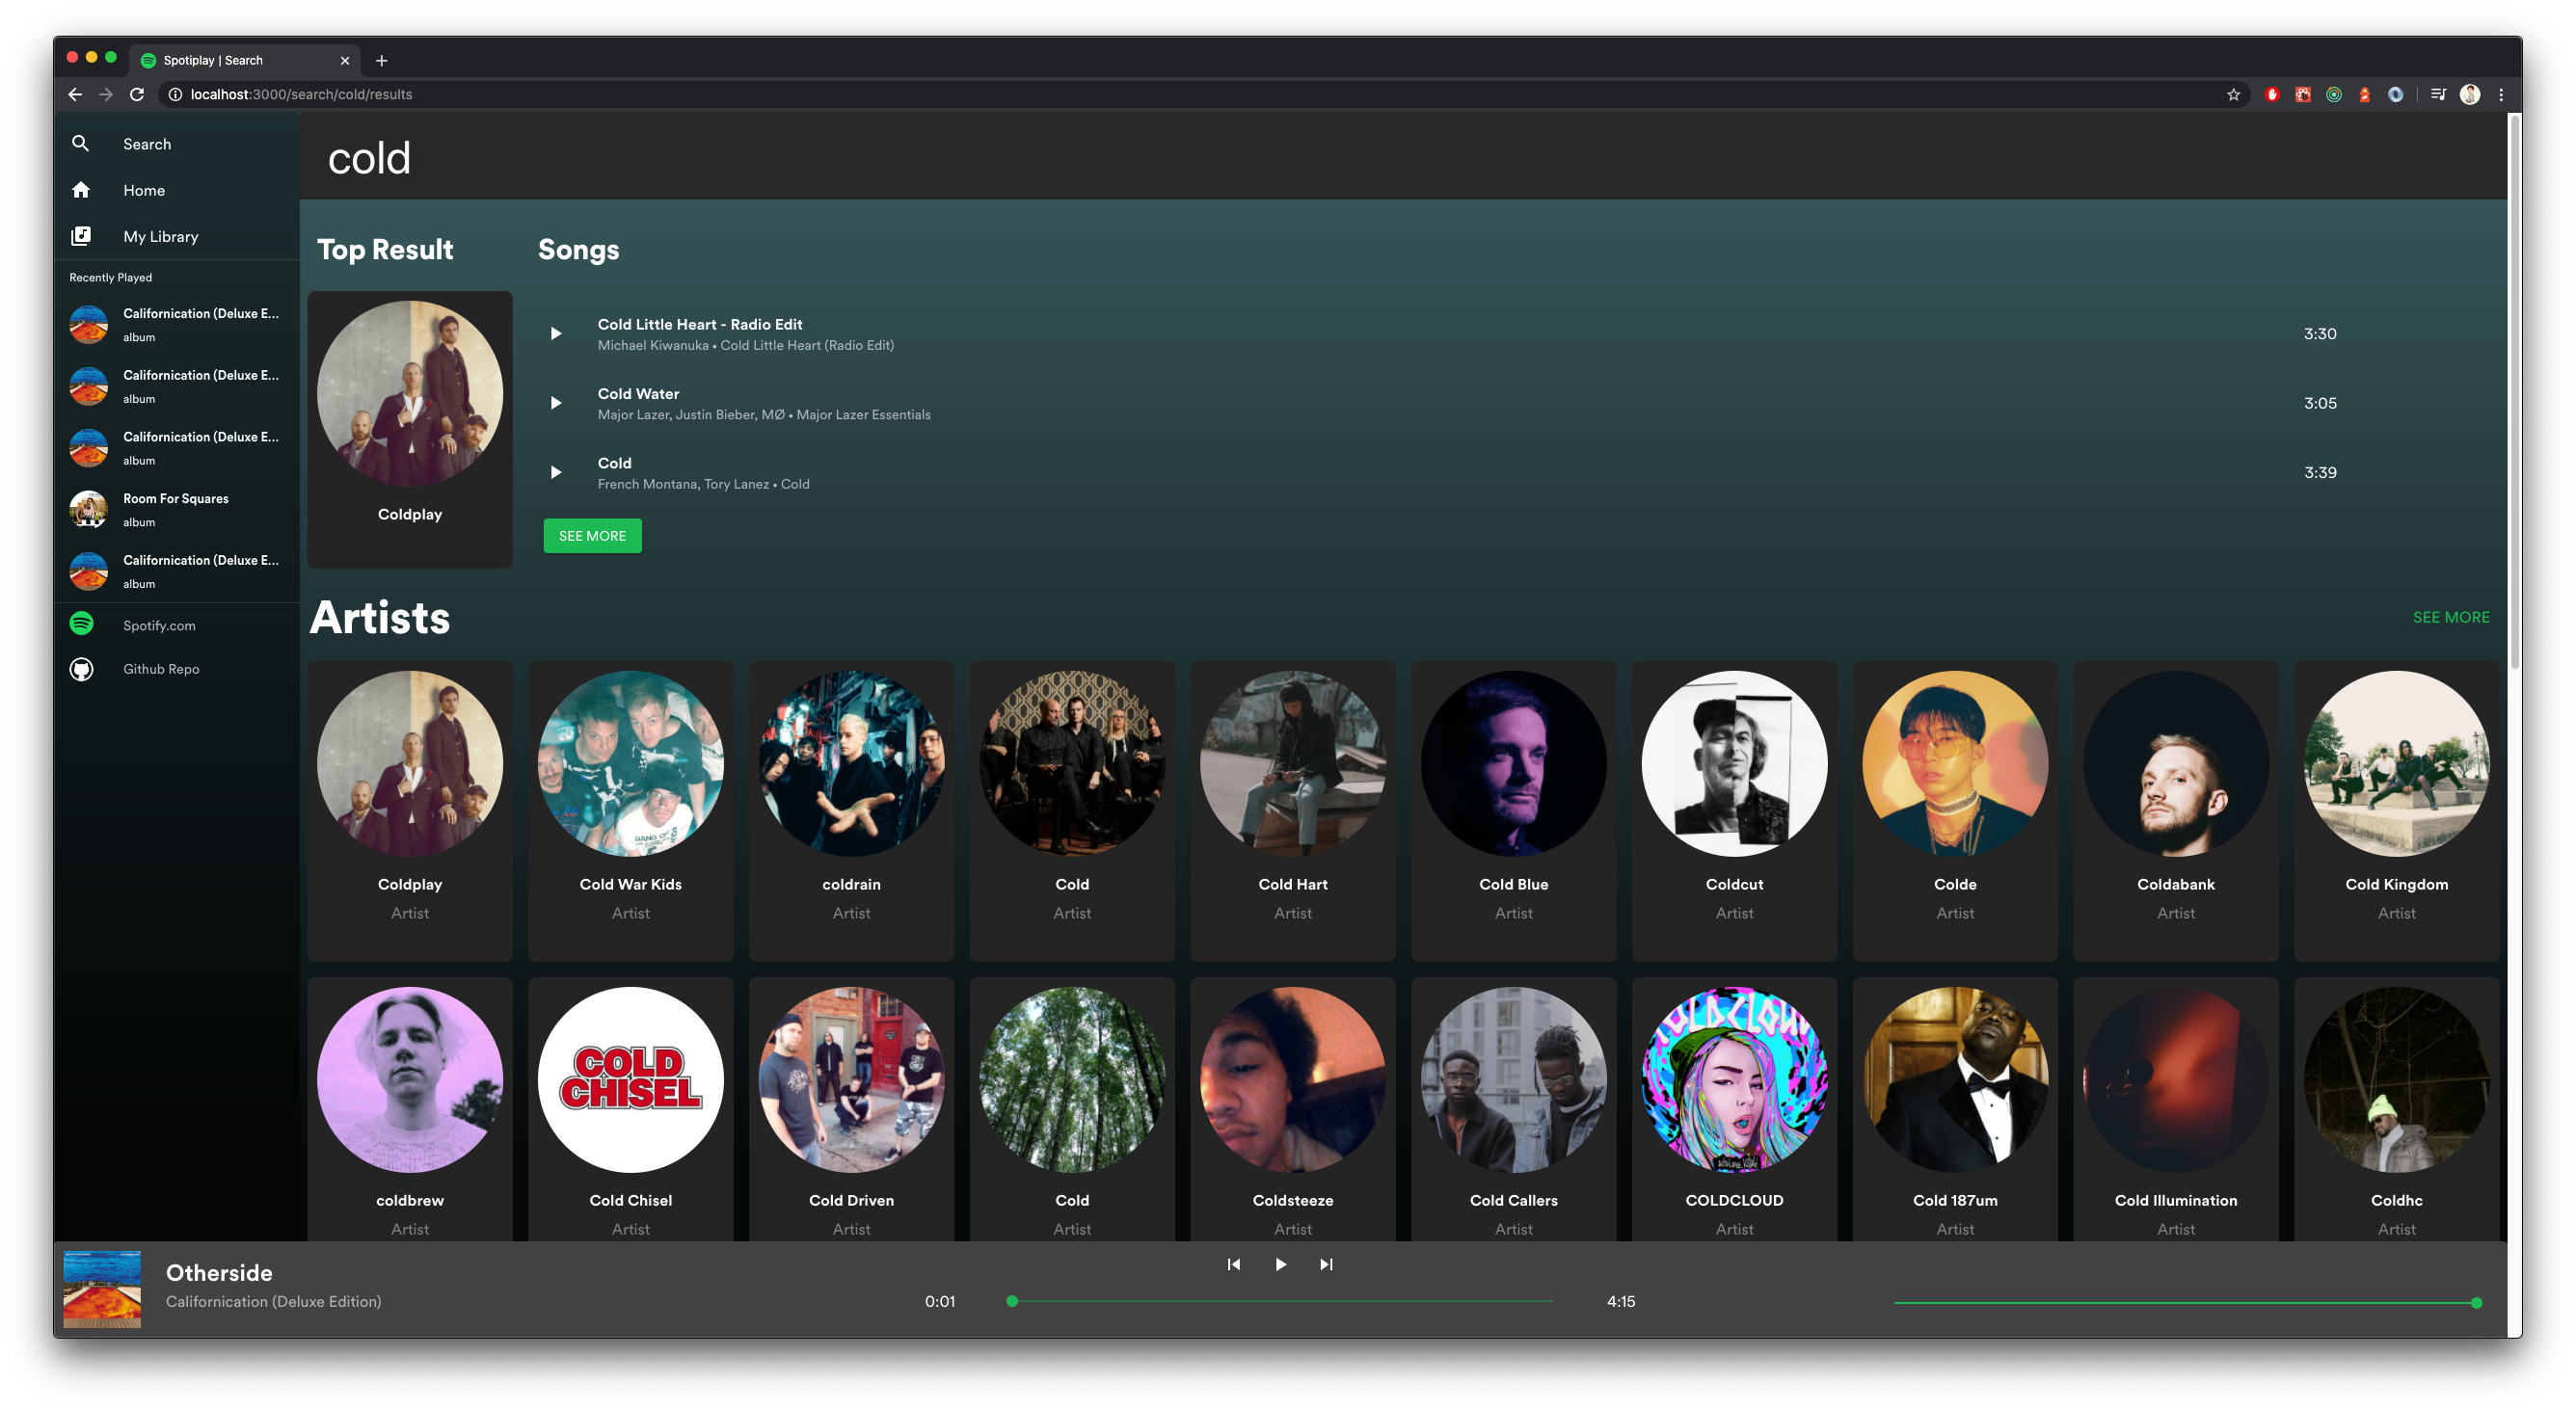 Spotiplay | Search
localhost:3000/search/cold/results
Search
Home
My Library
Recently Played
Californication (Deluxe E...
album
Californication (Deluxe E...
album
Californication (Deluxe E...
album
Room For Squares
album
Californication (Deluxe E...
album
Spotify.com
Github Repo
cold
Top Result
Coldplay
Songs
Cold Little Heart - Radio Edit
Michael Kiwanuka • Cold Little Heart (Radio Edit)
3:30
Cold Water
Major Lazer, Justin Bieber, MØ • Major Lazer Essentials
3:05
Cold
French Montana, Tory Lanez • Cold
3:39
SEE MORE
Artists
SEE MORE
Coldplay
Artist
GANG OF
Cold War Kids
Artist
coldrain
Artist
Cold
Artist
Cold Hart
Artist
Cold Blue
Artist
Coldcut
Artist
Colde
Artist
Coldabank
Artist
Cold Kingdom
Artist
coldbrew
Artist
COLD
CHISEL
Cold Chisel
Artist
Cold Driven
Artist
Cold
Artist
Coldsteeze
Artist
Cold Callers
Artist
COLDCLOUD
Artist
Cold 187um
Artist
Cold Illumination
Artist
Coldhc
Artist
Otherside
Californication (Deluxe Edition)
0:01
4:15